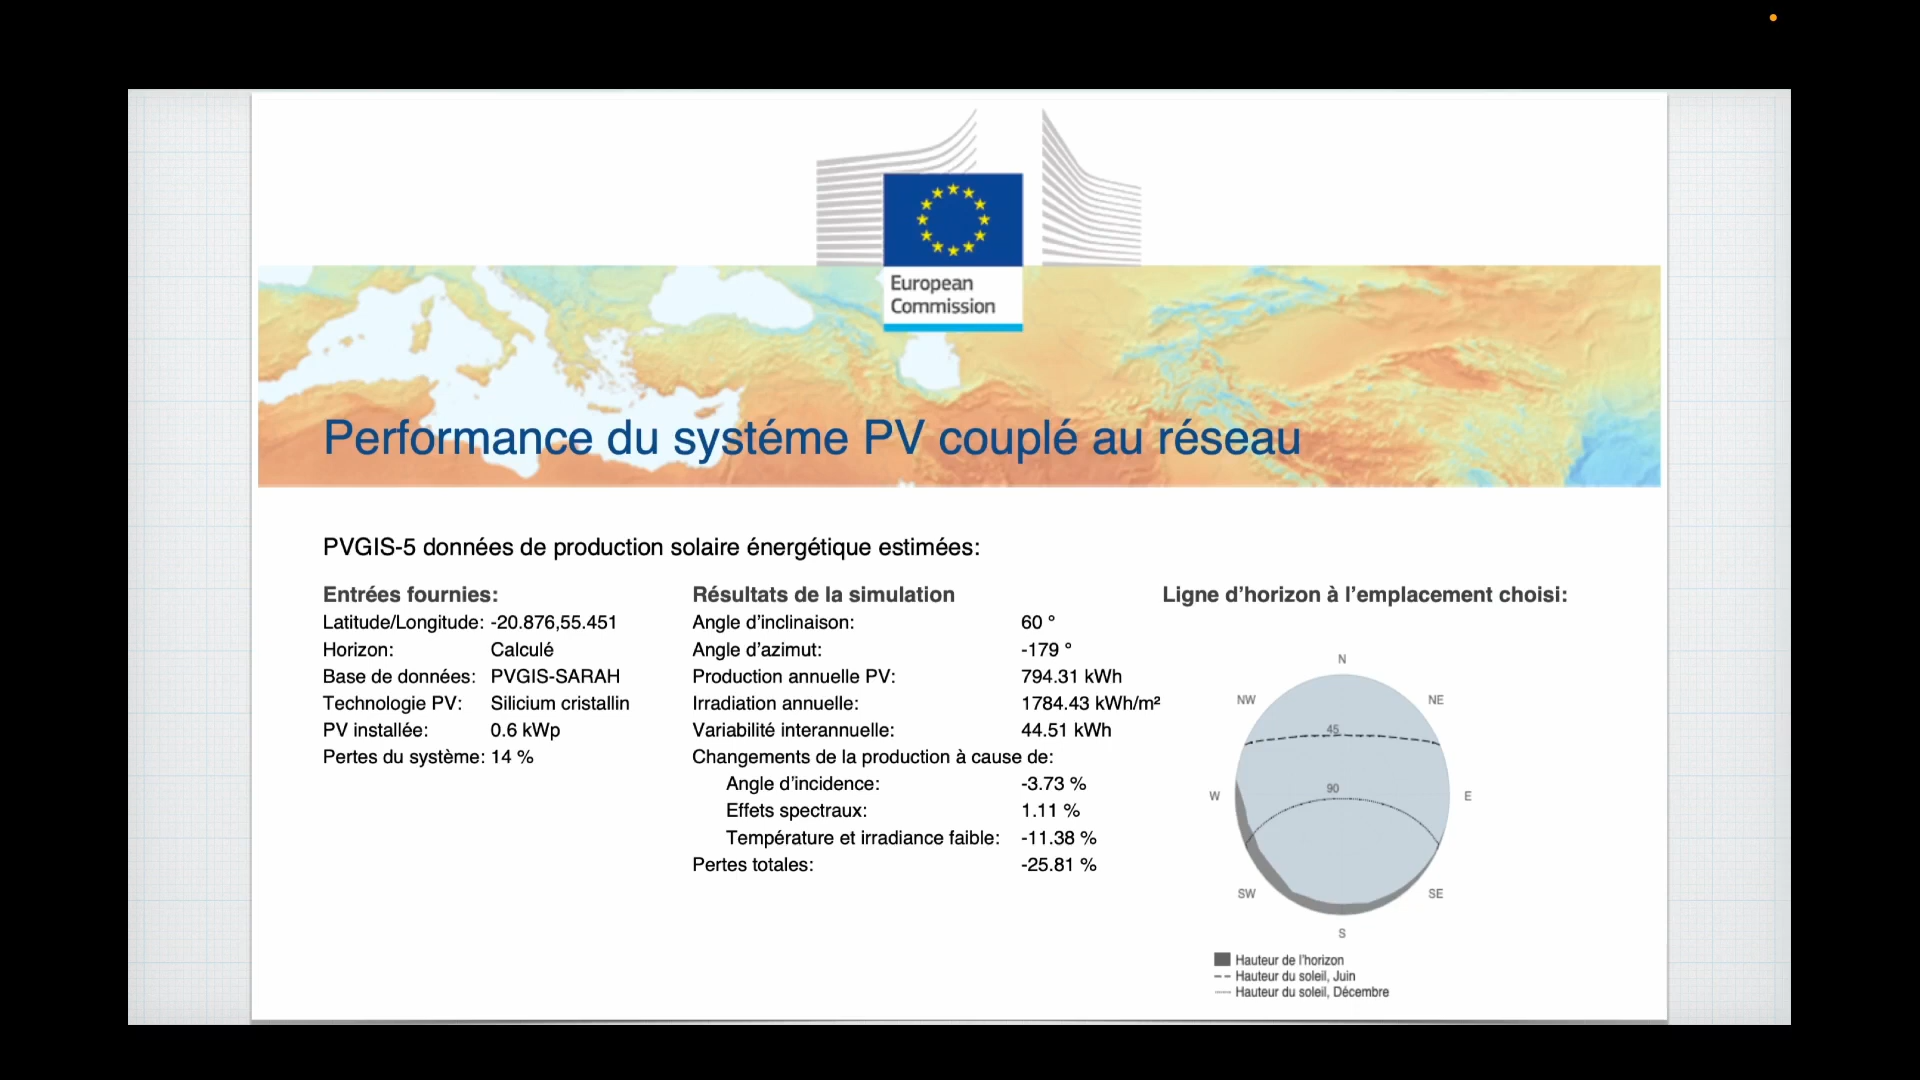 European
Commission
Performance du systéme PV couplé au réseau
PVGIS-5 données de production solaire énergétique estimées:
Entrées fournies:
Latitude/Longitude: -20.876,55.451
Horizon: Calculé
Base de données: PVGIS-SARAH
Technologie PV: Silicium cristallin
PV installée: 0.6 kWp
Pertes du système: 14 %
Résultats de la simulation
Angle d'inclinaison: 60 °
Angle d'azimut: -179 °
Production annuelle PV: 794.31 kWh
Irradiation annuelle: 1784.43 kWh/m²
Variabilité interannuelle: 44.51 kWh
Changements de la production à cause de:
Angle d'incidence: -3.73 %
Effets spectraux: 1.11 %
Température et irradiance faible: -11.38 %
Pertes totales: -25.81 %
Ligne d'horizon à l'emplacement choisi:
N
NW NE
45
90
W E
SW SE
S
Hauteur de l'horizon
Hauteur du soleil, Juin
Hauteur du soleil, Décembre